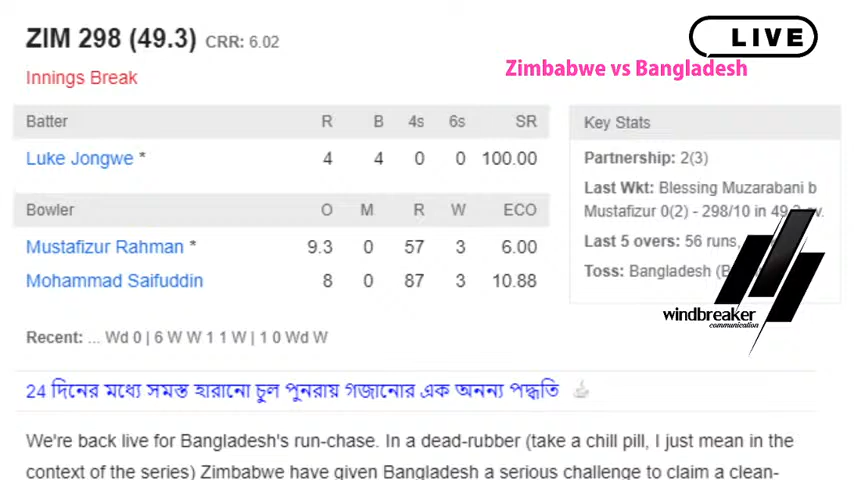 ZIM 298 (49.3) CRR: 6.02
LIVE
Zimbabwe vs Bangladesh
Innings Break
Batter R B 4s 6s SR
Luke Jongwe * 4 4 0 0 100.00
Bowler O M R W ECO
Mustafizur Rahman * 9.3 0 57 3 6.00
Mohammad Saifuddin 8 0 87 3 10.88
Key Stats
Partnership: 2(3)
Last Wkt: Blessing Muzarabani b
Mustafizur 0(2) - 298/10 in ov.
Last 5 overs: 56 runs,
Toss: Bangladesh
windbreaker
communication
Recent: ... Wd 0 | 6 W W 1 1 W | 1 0 Wd W
24 দিনের মধ্যে সমস্ত হারানো চুল পুনরায় গজানোর এক অনন্য পদ্ধতি
We're back live for Bangladesh's run-chase. In a dead-rubber (take a chill pill, I just mean in the
context of the series) Zimbabwe have given Bangladesh a serious challenge to claim a clean-